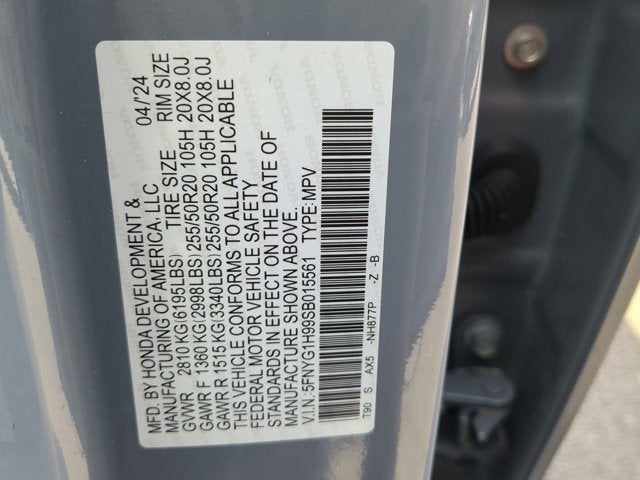 MFD. BY HONDA DEVELOPMENT & 04/'24
MANUFACTURING OF AMERICA, LLC
TIRE SIZE RIM SIZE
GVWR 2810 KG(6195LBS)
GAWR F 1360 KG(2998LBS) 255/50R20 105H 20X8.0J
GAWR R 1515 KG(3340LBS) 255/50R20 105H 20X8.0J
THIS VEHICLE CONFORMS TO ALL APPLICABLE
FEDERAL MOTOR VEHICLE SAFETY
STANDARDS IN EFFECT ON THE DATE OF
MANUFACTURE SHOWN ABOVE.
V.I.N.:5FNYG1H99SB015561 TYPE:MPV
T90 S AX5 -NH877P -Z -B